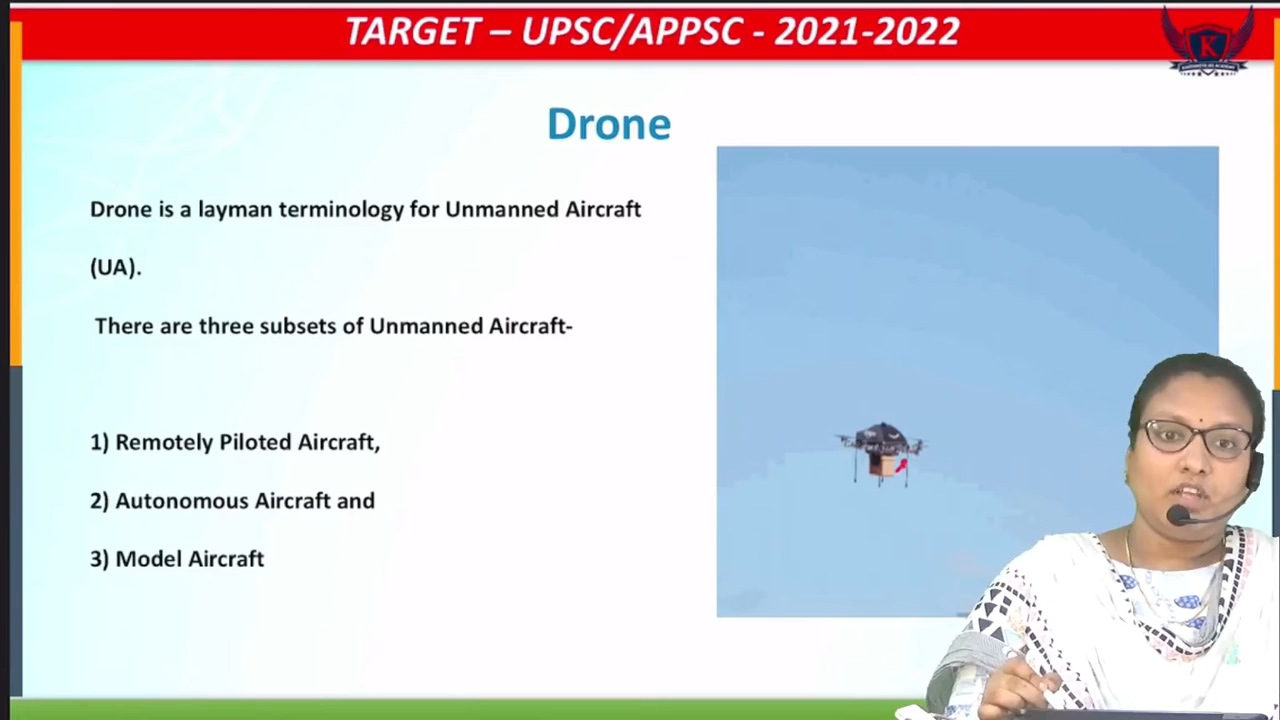 TARGET – UPSC/APPSC - 2021-2022
K
Drone
Drone is a layman terminology for Unmanned Aircraft
(UA).
There are three subsets of Unmanned Aircraft-
1) Remotely Piloted Aircraft,
2) Autonomous Aircraft and
3) Model Aircraft